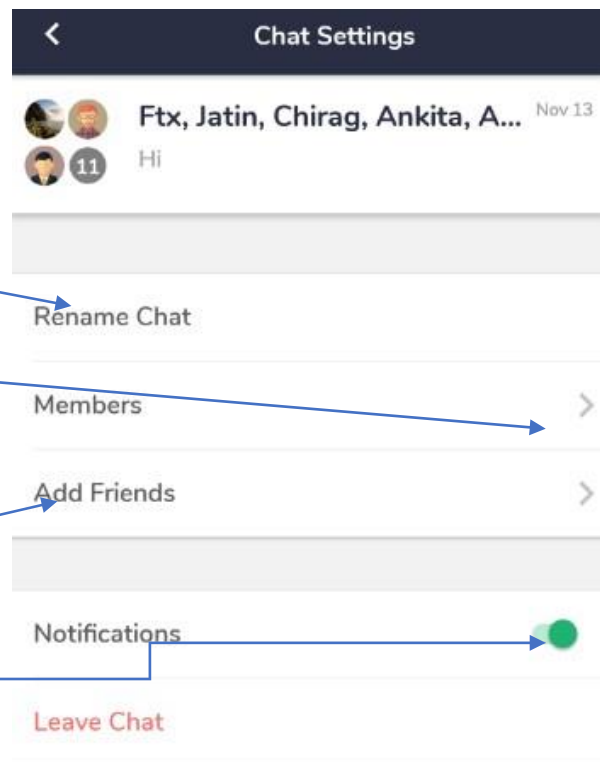 Chat Settings
Ftx, Jatin, Chirag, Ankita, A... Nov 13
11 Hi
Rename Chat
Members
Add Friends
Notifications
Leave Chat